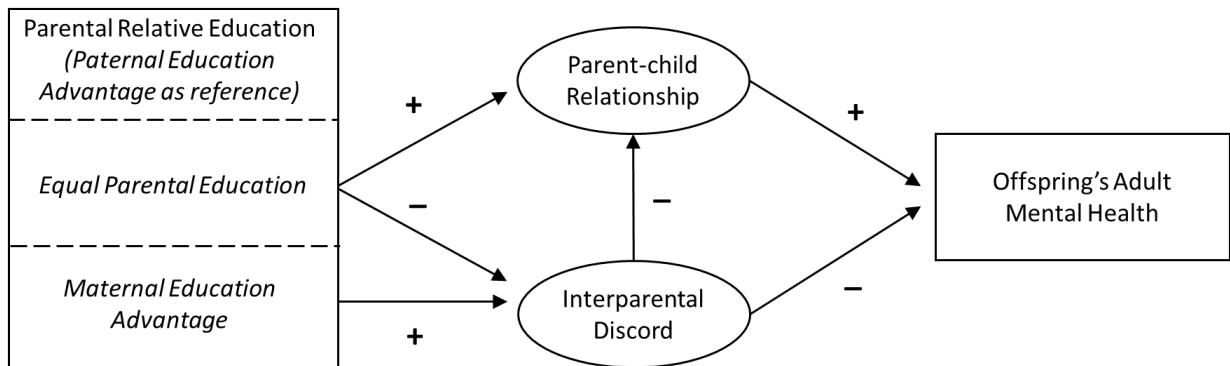 Parental Relative Education
(Paternal Education
Advantage as reference)
Equal Parental Education
Maternal Education
Advantage
+
−
+
Parent-child
Relationship
−
Interparental
Discord
+
−
Offspring’s Adult
Mental Health